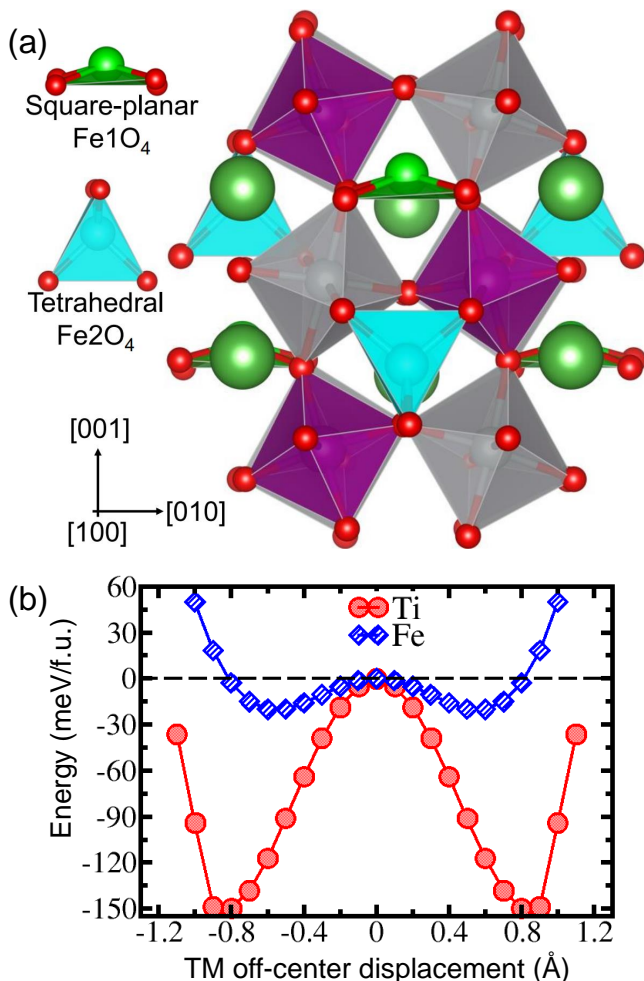 (a)
Square-planar
Fe1O₄
Tetrahedral
Fe2O₄
[001]
[010]
[100]
(b)
60
30
0
-30
-60
-90
-120
-150
Energy (meV/f.u.)
Ti
Fe
-1.2 -0.8 -0.4 0 0.4 0.8 1.2
TM off-center displacement (Å)